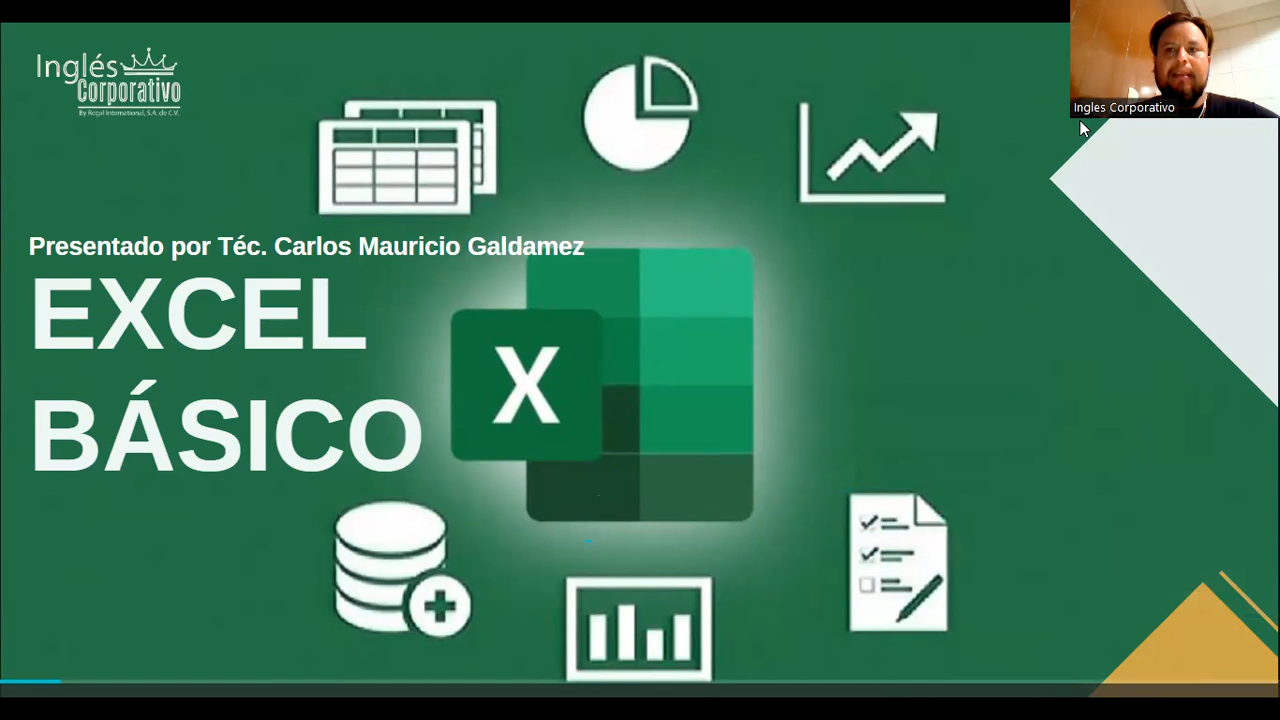 Inglés
Corporativo
By Regal International, S.A. de C.V.
Ingles Corporativo
Presentado por Téc. Carlos Mauricio Galdamez
EXCEL
BÁSICO
X